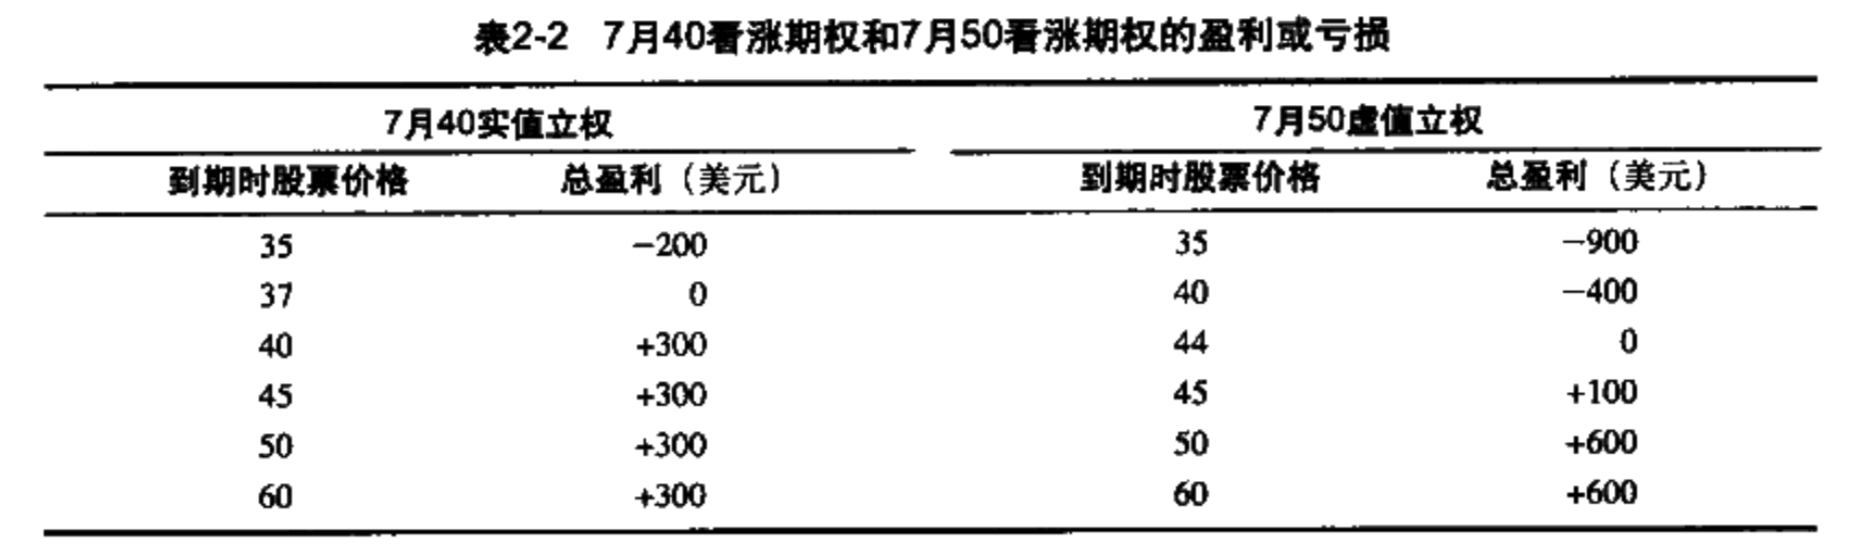 表2-2 7月40看涨期权和7月50看涨期权的盈利或亏损
7月40实值立权 7月50虚值立权
到期时股票价格 总盈利（美元） 到期时股票价格 总盈利（美元）
35 −200 35 −900
37 0 40 −400
40 +300 44 0
45 +300 45 +100
50 +300 50 +600
60 +300 60 +600